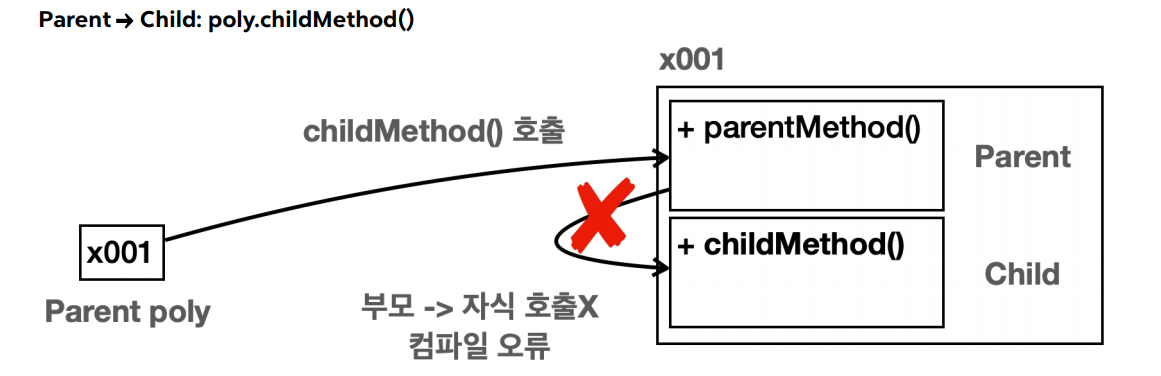 Parent → Child: poly.childMethod()
x001
childMethod() 호출
+ parentMethod()
Parent
x001
+ childMethod()
Child
Parent poly
부모 -> 자식 호출X
컴파일 오류